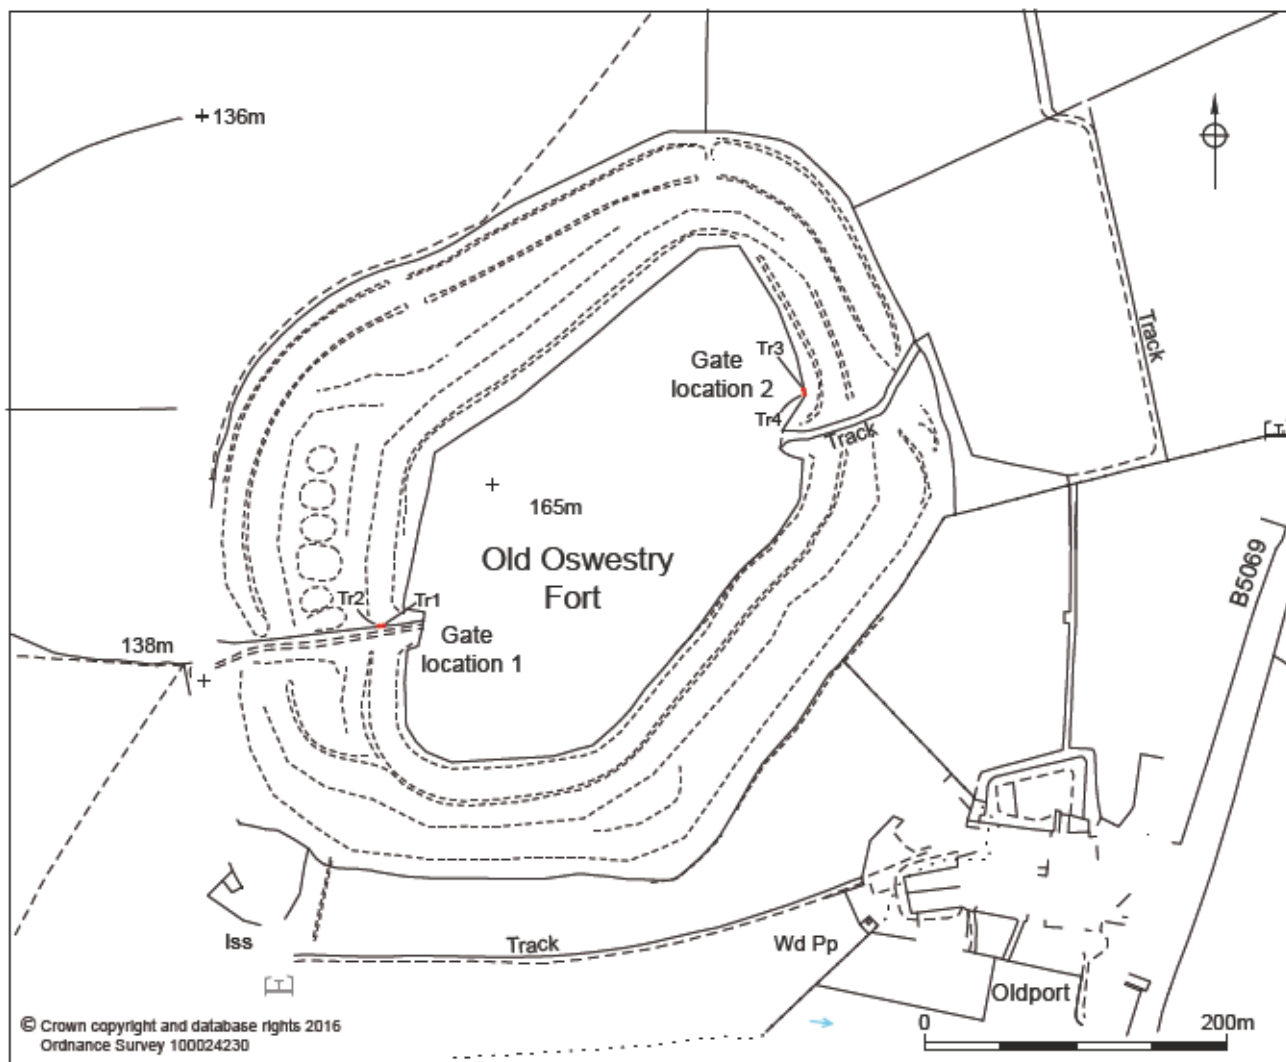 136m
Track
Tr3
Gate
location 2
Tr4
Track
165m
Old Oswestry
Fort
B5069
Tr2
Tr1
Gate
location 1
138m
Iss
Track
Wd Pp
Oldport
© Crown copyright and database rights 2016
Ordnance Survey 100024230
0
200m